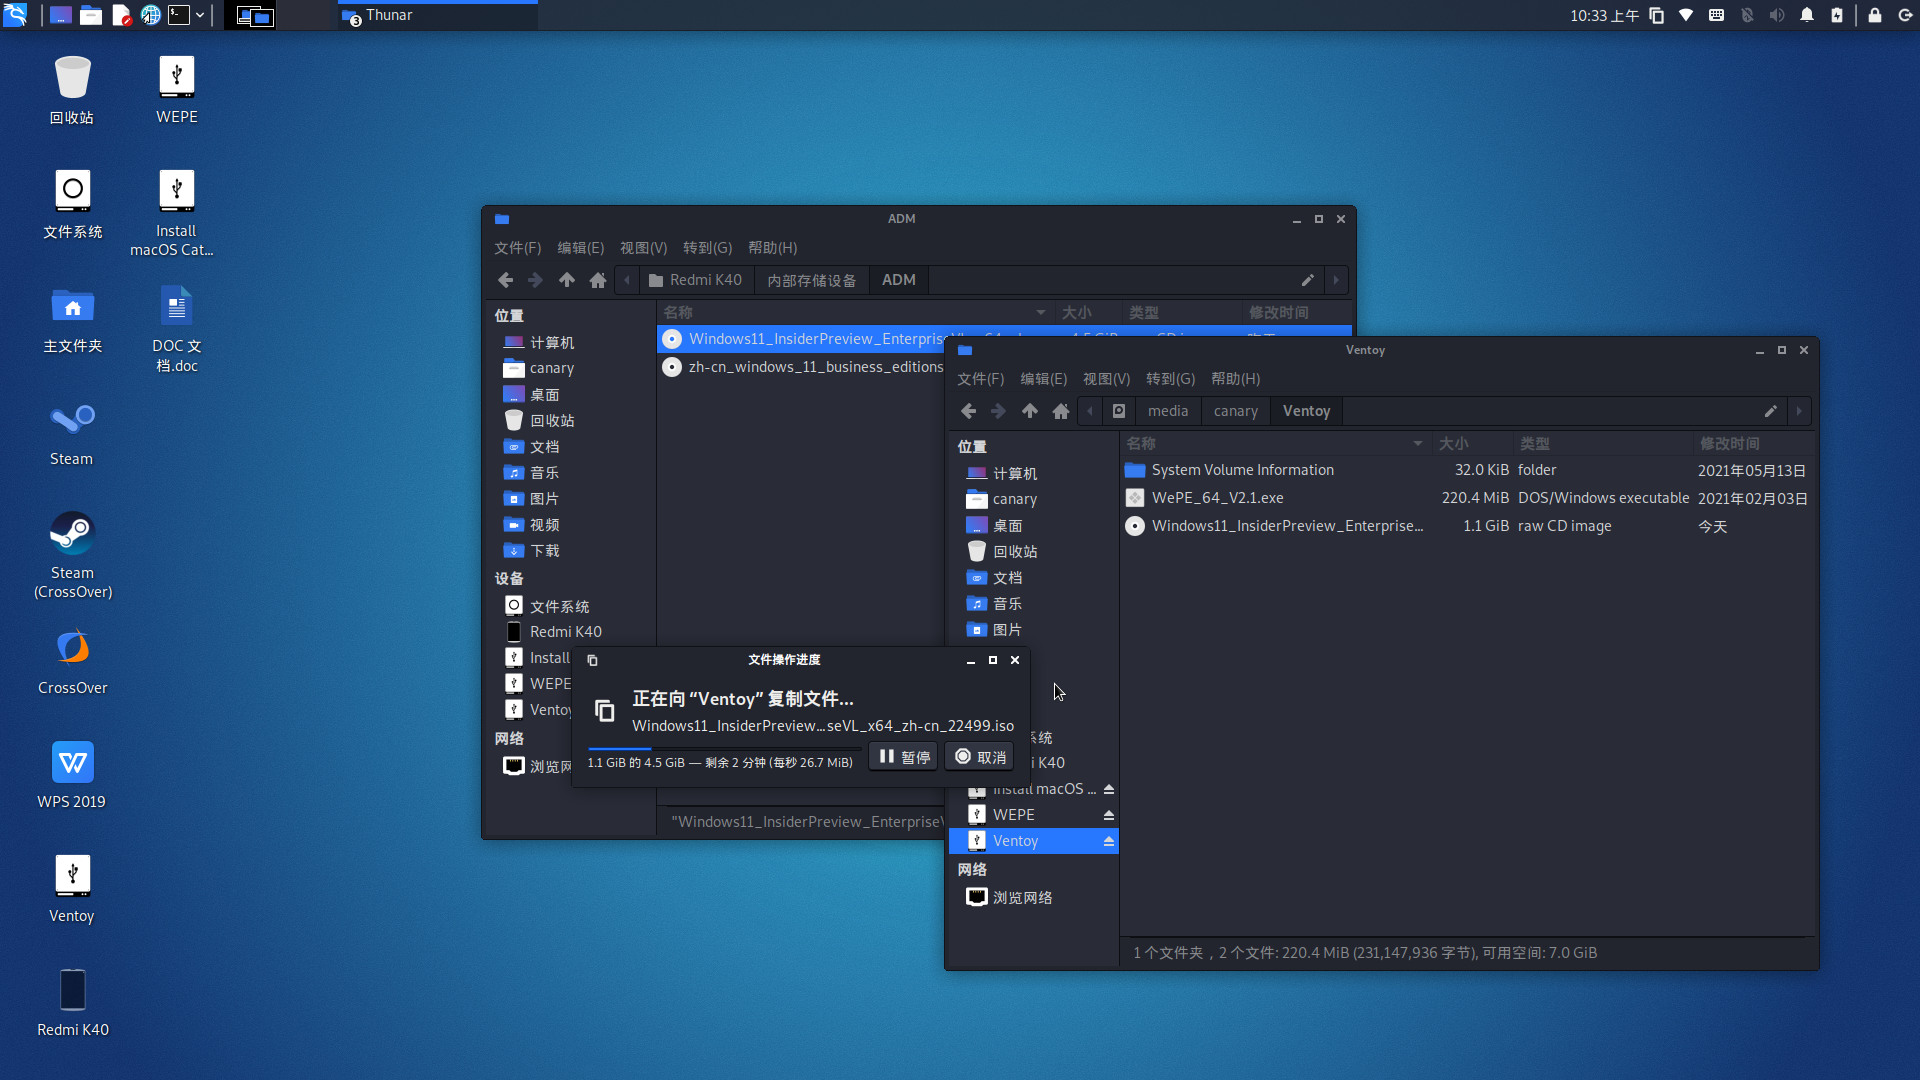 Thunar
10:33 上午
回收站
WEPE
文件系统
Install
macOS Cat...
主文件夹
DOC 文
档.doc
Steam
Steam
(CrossOver)
CrossOver
WPS 2019
Ventoy
Redmi K40
ADM
文件(F) 编辑(E) 视图(V) 转到(G) 帮助(H)
Redmi K40 内部存储设备 ADM
位置
计算机
canary
桌面
回收站
文档
音乐
图片
视频
下载
设备
文件系统
Redmi K40
Install
WEPE
Ventoy
网络
浏览网
名称 大小 类型 修改时间
Windows11_InsiderPreview_Enterpris
zh-cn_windows_11_business_editions
"Windows11_InsiderPreview_Enterprise
Ventoy
文件(F) 编辑(E) 视图(V) 转到(G) 帮助(H)
media canary Ventoy
位置
计算机
canary
桌面
回收站
文档
音乐
图片
系统
i K40
Install macOS ...
WEPE
Ventoy
网络
浏览网络
名称 大小 类型 修改时间
System Volume Information 32.0 KiB folder 2021年05月13日
WePE_64_V2.1.exe 220.4 MiB DOS/Windows executable 2021年02月03日
Windows11_InsiderPreview_Enterprise... 1.1 GiB raw CD image 今天
1 个文件夹，2 个文件: 220.4 MiB (231,147,936 字节), 可用空间: 7.0 GiB
文件操作进度
正在向 “Ventoy” 复制文件...
Windows11_InsiderPreview...seVL_x64_zh-cn_22499.iso
1.1 GiB 的 4.5 GiB — 剩余 2 分钟 (每秒 26.7 MiB)
暂停 取消